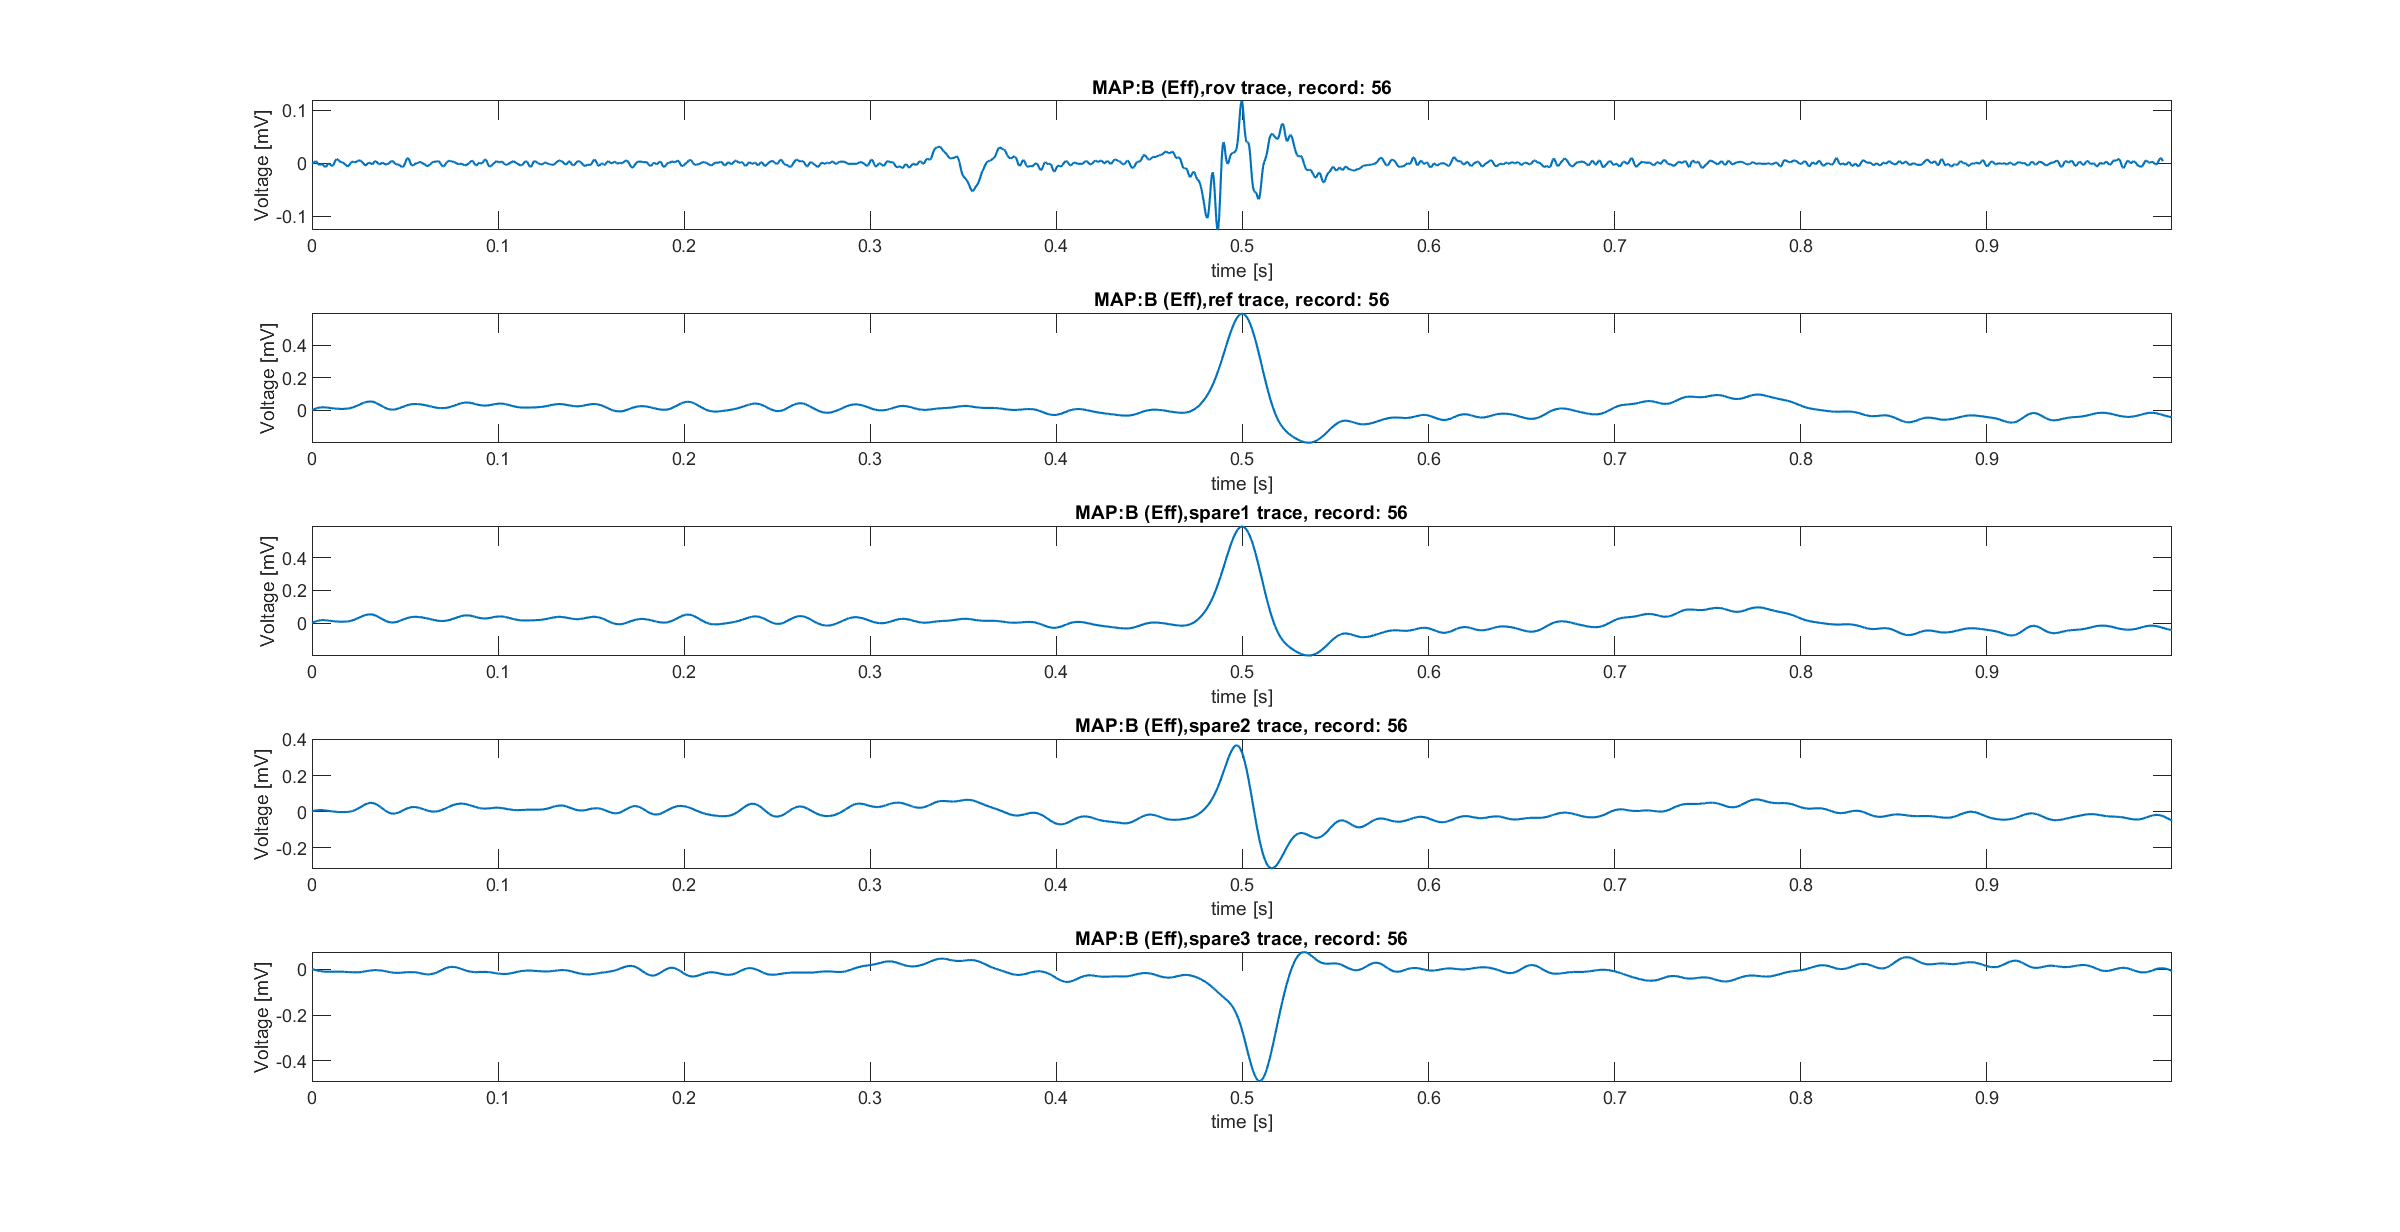 MAP:B (Eff),rov trace, record: 56
Voltage [mV]
0.1
0
-0.1
0 0.1 0.2 0.3 0.4 0.5 0.6 0.7 0.8 0.9
time [s]
MAP:B (Eff),ref trace, record: 56
Voltage [mV]
0.4
0.2
0
0 0.1 0.2 0.3 0.4 0.5 0.6 0.7 0.8 0.9
time [s]
MAP:B (Eff),spare1 trace, record: 56
Voltage [mV]
0.4
0.2
0
0 0.1 0.2 0.3 0.4 0.5 0.6 0.7 0.8 0.9
time [s]
MAP:B (Eff),spare2 trace, record: 56
Voltage [mV]
0.4
0.2
0
-0.2
0 0.1 0.2 0.3 0.4 0.5 0.6 0.7 0.8 0.9
time [s]
MAP:B (Eff),spare3 trace, record: 56
Voltage [mV]
0
-0.2
-0.4
0 0.1 0.2 0.3 0.4 0.5 0.6 0.7 0.8 0.9
time [s]